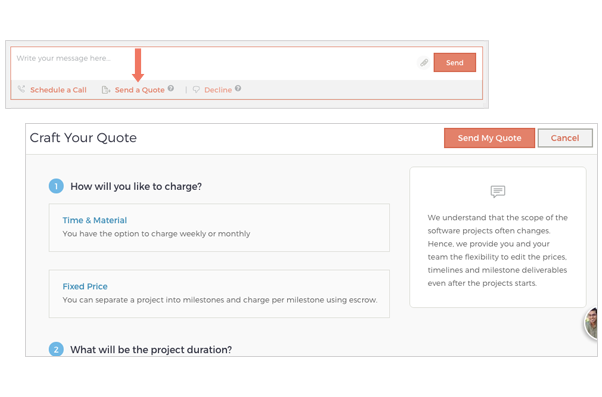 Write your message here...
Send
Schedule a Call
Send a Quote ?
Decline ?
Craft Your Quote
Send My Quote
Cancel
1 How will you like to charge?
Time & Material
You have the option to charge weekly or monthly
Fixed Price
You can separate a project into milestones and charge per milestone using escrow.
2 What will be the project duration?
We understand that the scope of the
software projects often changes.
Hence, we provide you and your
team the flexibility to edit the prices,
timelines and milestone deliverables
even after the projects starts.